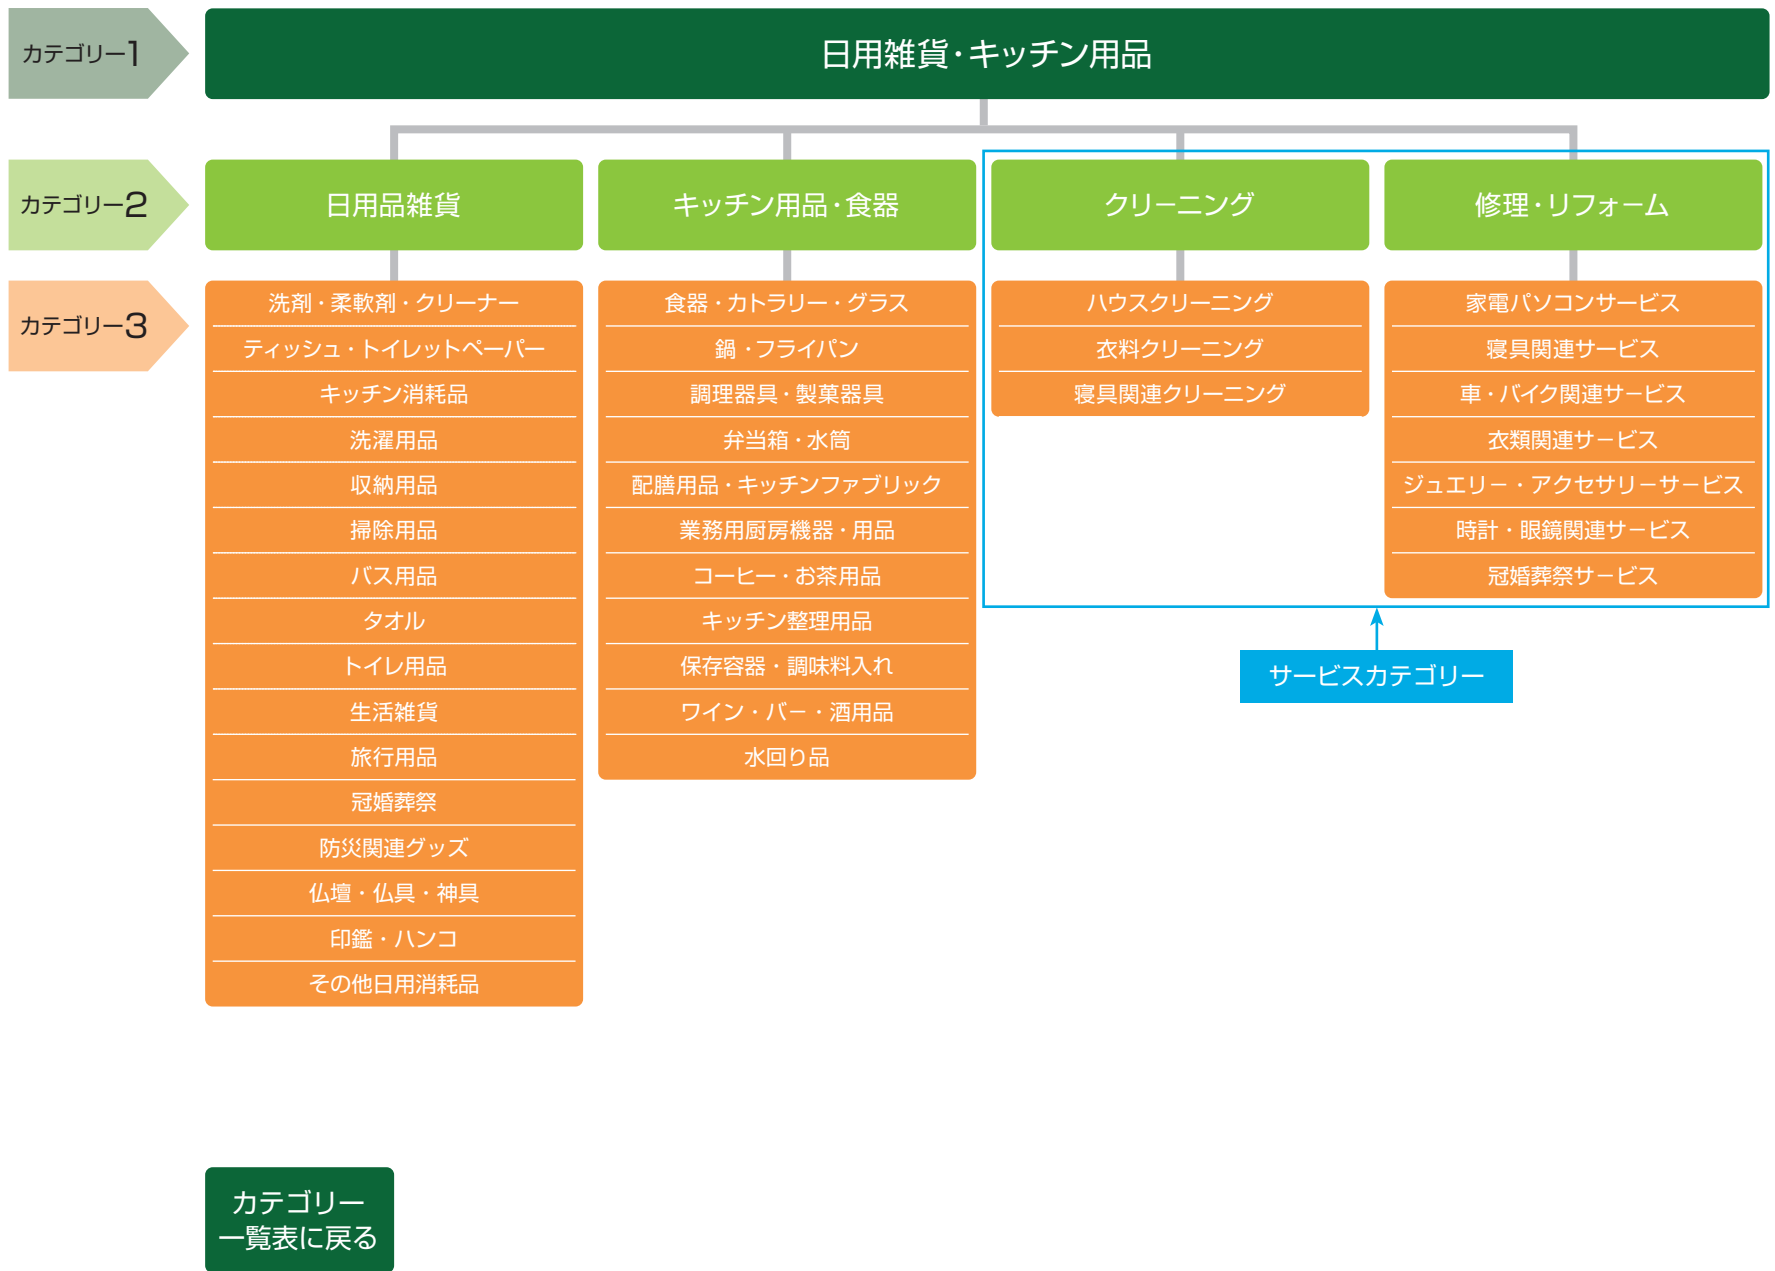 カテゴリー1
日用雑貨・キッチン用品
カテゴリー2
日用品雑貨
キッチン用品・食器
クリーニング
修理・リフォーム
カテゴリー3
洗剤・柔軟剤・クリーナー
ティッシュ・トイレットペーパー
キッチン消耗品
洗濯用品
収納用品
掃除用品
バス用品
タオル
トイレ用品
生活雑貨
旅行用品
冠婚葬祭
防災関連グッズ
仏壇・仏具・神具
印鑑・ハンコ
その他日用消耗品
食器・カトラリー・グラス
鍋・フライパン
調理器具・製菓器具
弁当箱・水筒
配膳用品・キッチンファブリック
業務用厨房機器・用品
コーヒー・お茶用品
キッチン整理用品
保存容器・調味料入れ
ワイン・バー・酒用品
水回り品
ハウスクリーニング
衣料クリーニング
寝具関連クリーニング
家電パソコンサービス
寝具関連サービス
車・バイク関連サービス
衣類関連サービス
ジュエリー・アクセサリーサービス
時計・眼鏡関連サービス
冠婚葬祭サービス
サービスカテゴリー
カテゴリー
一覧表に戻る